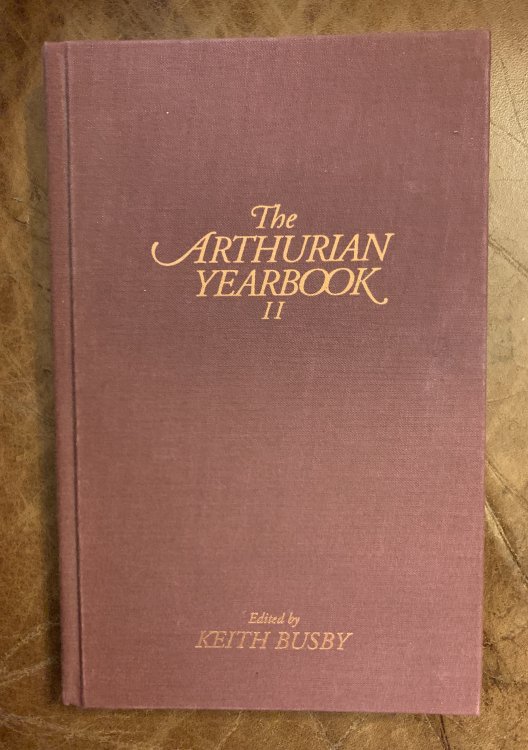 The
ARTHURIAN
YEARBOOK
II
Edited by
KEITH BUSBY